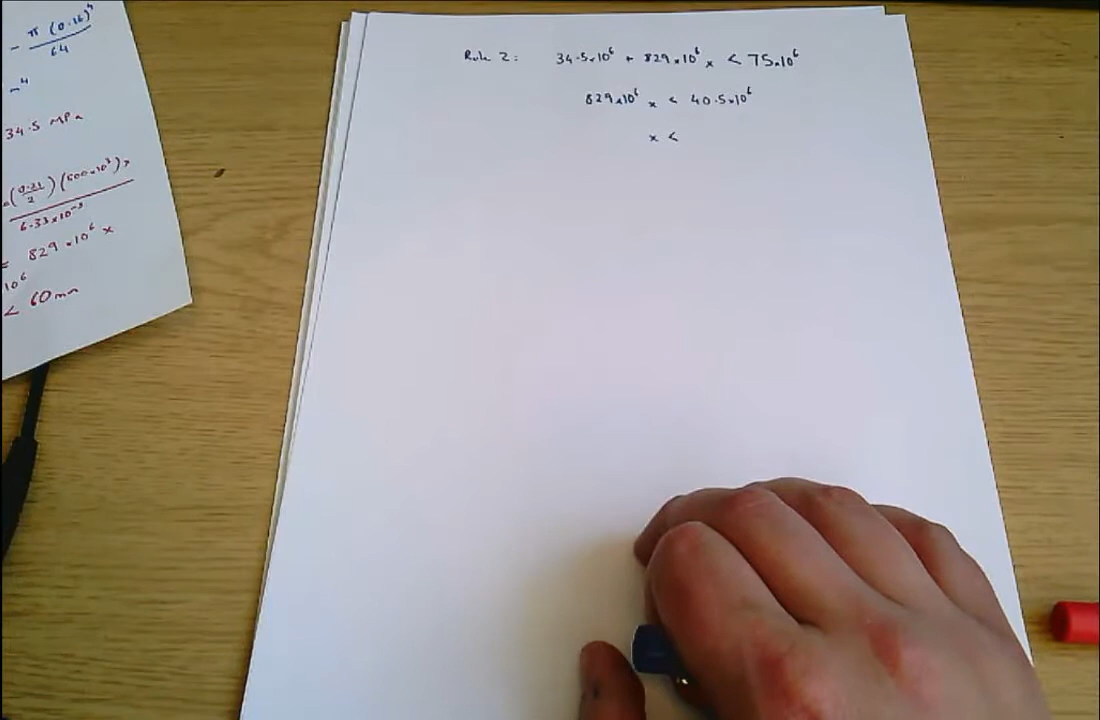 - π (0.16)⁴ / 64
m⁴
34.5 MPa
(0.21 / 2) (500×10³) x
6.33×10⁻⁵
= 829×10⁶ x
10⁶
< 60mm
Rule 2: 34.5×10⁶ + 829×10⁶ x < 75×10⁶
829×10⁶ x < 40.5×10⁶
x <